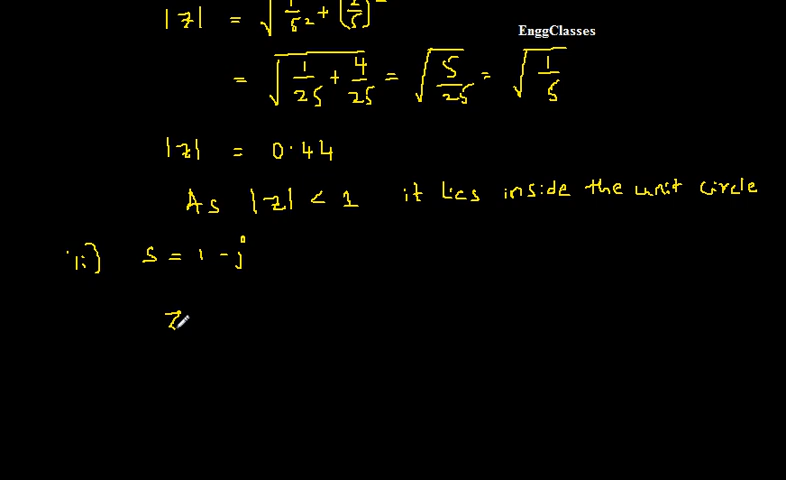 |z| = √(1/5² + (2/5)²
EnggClasses
= √(1/25 + 4/25) = √(5/25) = √(1/5)
|z| = 0.44
As |z| < 1 it lies inside the unit circle
ii) s = 1 - j
Z